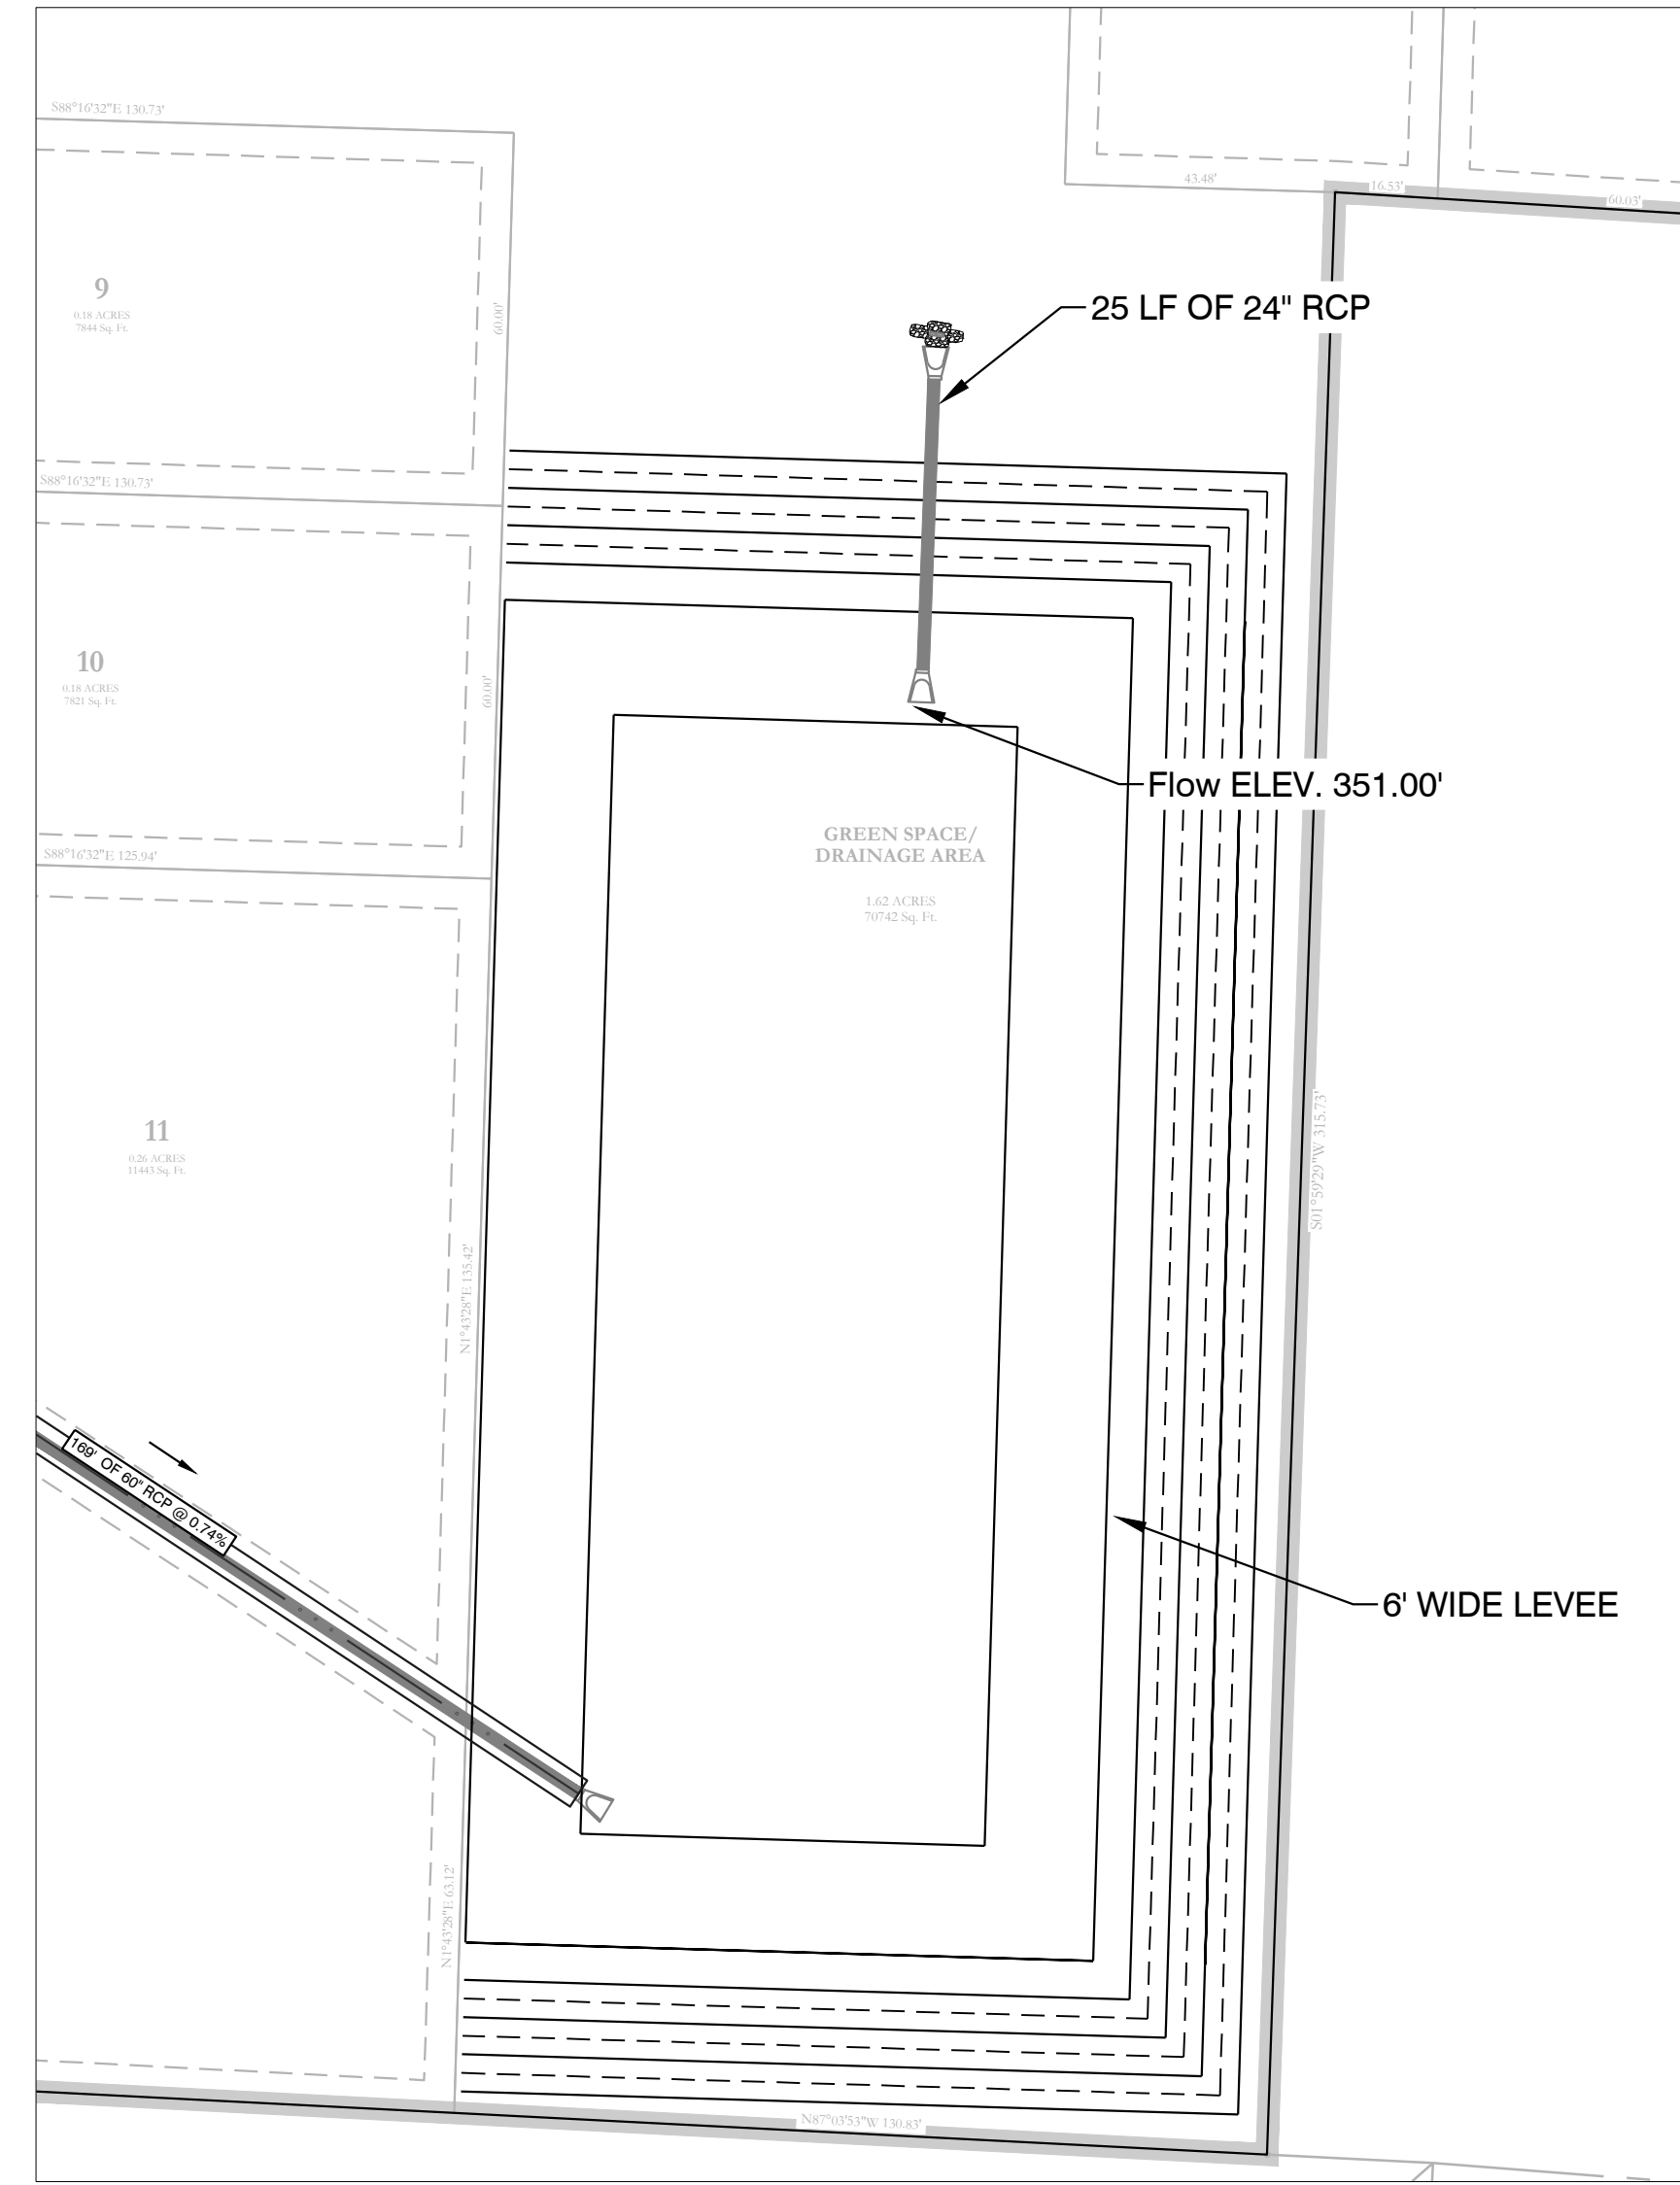 S88°16'32"E 130.73'
43.48'
16.53'
60.03'
9
0.18 ACRES
7844 Sq. Ft.
60.00'
25 LF OF 24" RCP
S88°16'32"E 130.73'
10
0.18 ACRES
7821 Sq. Ft.
60.00'
Flow ELEV. 351.00'
GREEN SPACE/
DRAINAGE AREA
1.62 ACRES
70742 Sq. Ft.
S88°16'32"E 125.94'
11
0.26 ACRES
11443 Sq. Ft.
S01°59'29"W 315.73'
N1°43'28"E 135.42'
169' OF 60" RCP @ 0.74%
6' WIDE LEVEE
N1°43'28"E 63.12'
N87°03'53"W 130.83'